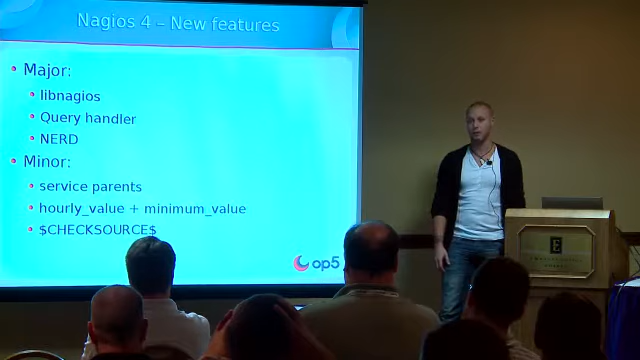 Nagios 4 – New features
Major:
libnagios
Query handler
NERD
Minor:
service parents
hourly_value + minimum_value
$CHECKSOURCE$
op5
E